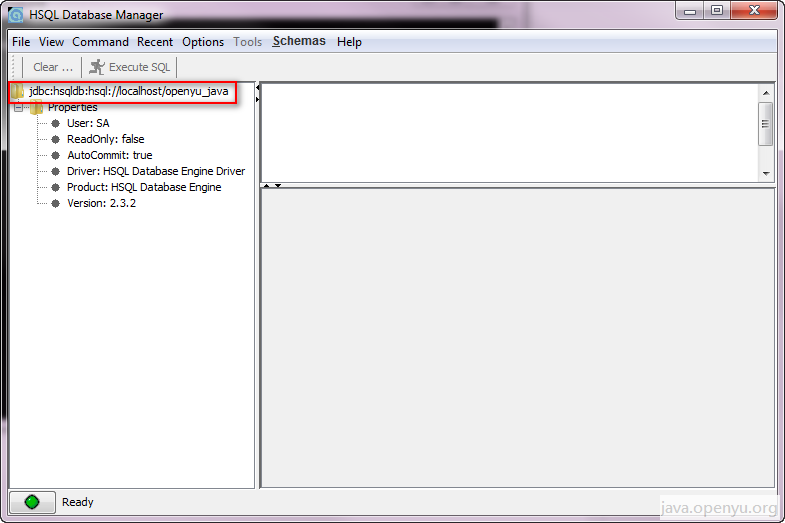 HSQL Database Manager
File View Command Recent Options Tools Schemas Help
Clear ... Execute SQL
jdbc:hsqldb:hsql://localhost/openyu_java
Properties
User: SA
ReadOnly: false
AutoCommit: true
Driver: HSQL Database Engine Driver
Product: HSQL Database Engine
Version: 2.3.2
Ready
java.openyu.org